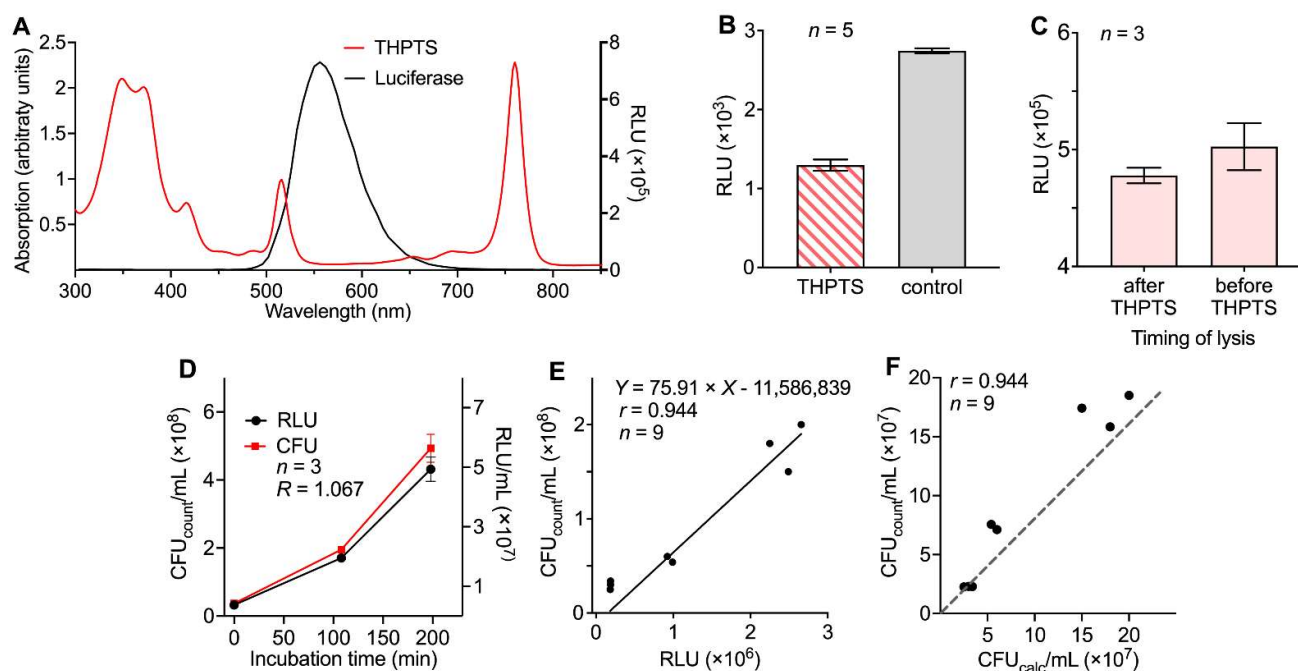 A
THPTS
Luciferase
Absorption (arbitraty units)
2.5
2
1.5
1
0.5
RLU (×10⁵)
8
6
4
2
0
300 400 500 600 700 800
Wavelength (nm)
B
n = 5
RLU (×10³)
3
2
1
0
THPTS control
C
n = 3
RLU (×10⁵)
6
5
4
after THPTS
before THPTS
Timing of lysis
D
RLU
CFU
n = 3
R = 1.067
CFUcount/mL (×10⁸)
6
4
2
0
RLU/mL (×10⁷)
7
5
3
1
0 50 100 150 200
Incubation time (min)
E
Y = 75.91 × X - 11,586,839
r = 0.944
n = 9
CFUcount/mL (×10⁸)
2
1
0
0 1 2 3
RLU (×10⁶)
F
r = 0.944
n = 9
CFUcount/mL (×10⁷)
20
15
10
5
0
5 10 15 20
CFUcalc/mL (×10⁷)